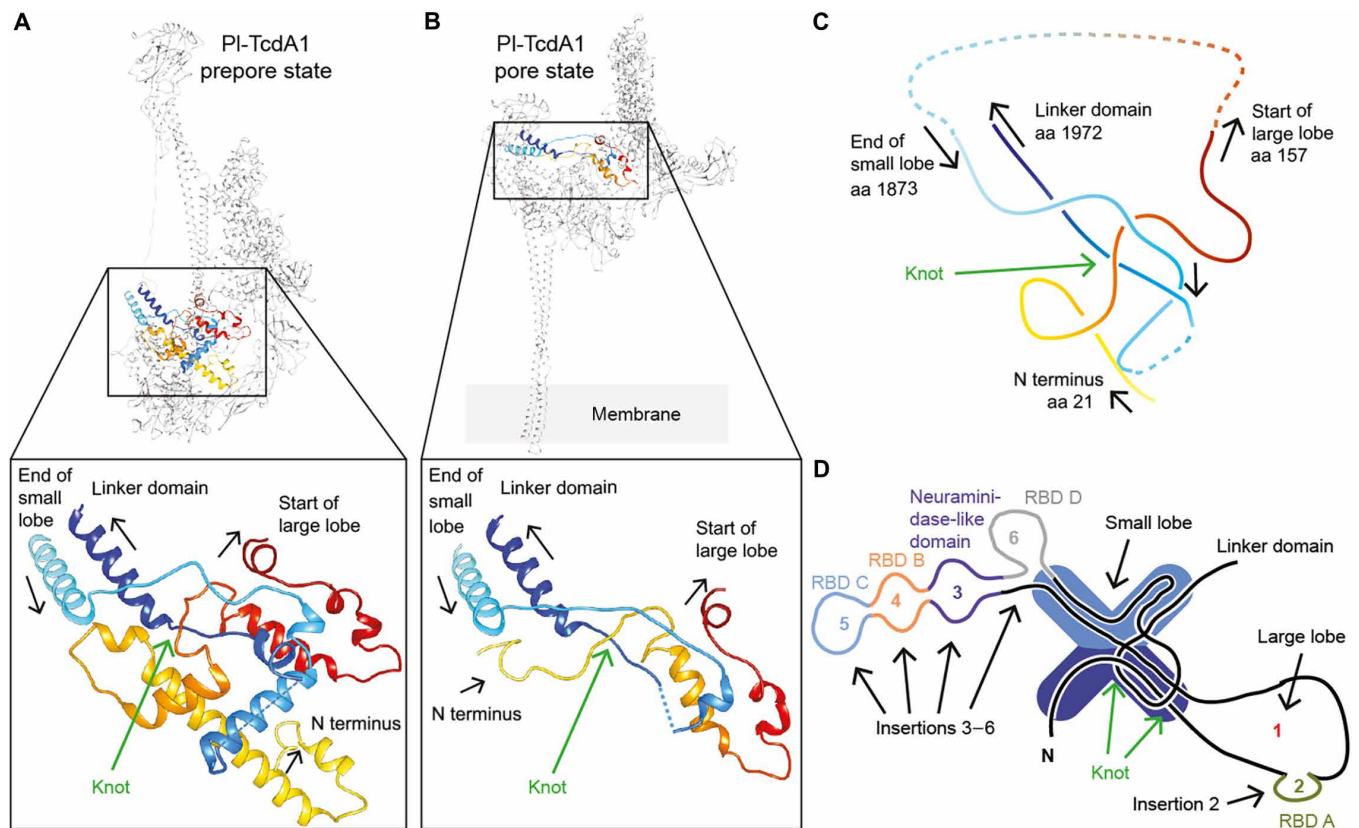 A
Pl-TcdA1
prepore state
B
Pl-TcdA1
pore state
Membrane
End of
small
lobe
Linker domain
Start of
large lobe
N terminus
Knot
End of
small
lobe
Linker domain
Start of
large lobe
N terminus
Knot
C
Linker domain
aa 1972
Start of
large lobe
aa 157
End of
small lobe
aa 1873
Knot
N terminus
aa 21
D
Neuramini-
dase-like
domain
RBD D
6
Small lobe
Linker domain
RBD B
RBD C
3
4
5
Large lobe
1
Insertions 3–6
N
Knot
2
Insertion 2
RBD A